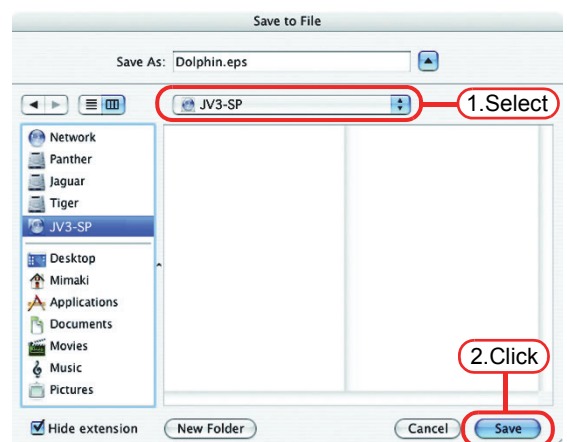 Save to File
Save As: Dolphin.eps
JV3-SP
1.Select
Network
Panther
Jaguar
Tiger
JV3-SP
Desktop
Mimaki
Applications
Documents
Movies
Music
Pictures
2.Click
Hide extension
New Folder
Cancel
Save